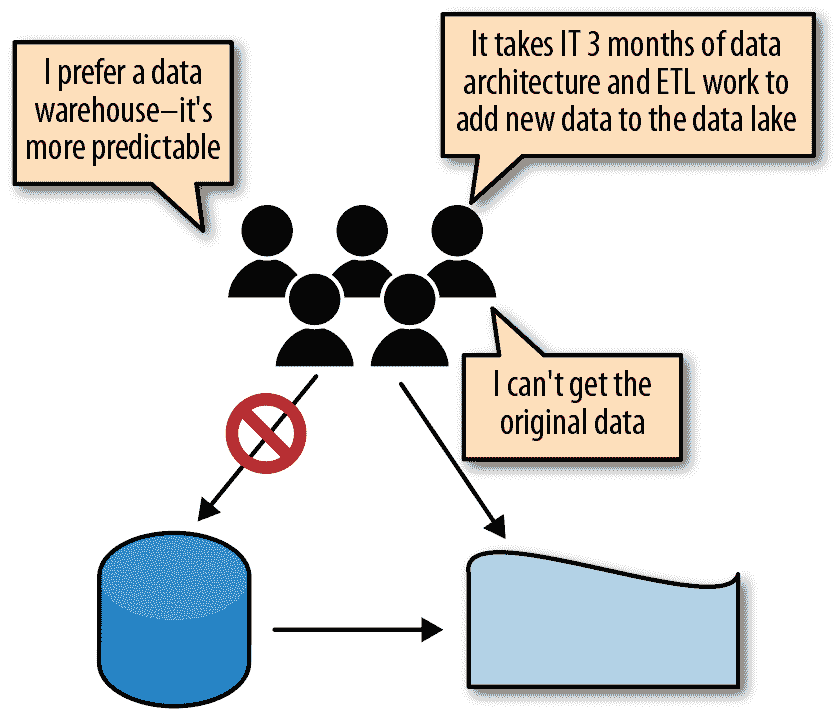 I prefer a data
warehouse–it's
more predictable
It takes IT 3 months of data
architecture and ETL work to
add new data to the data lake
I can't get the
original data